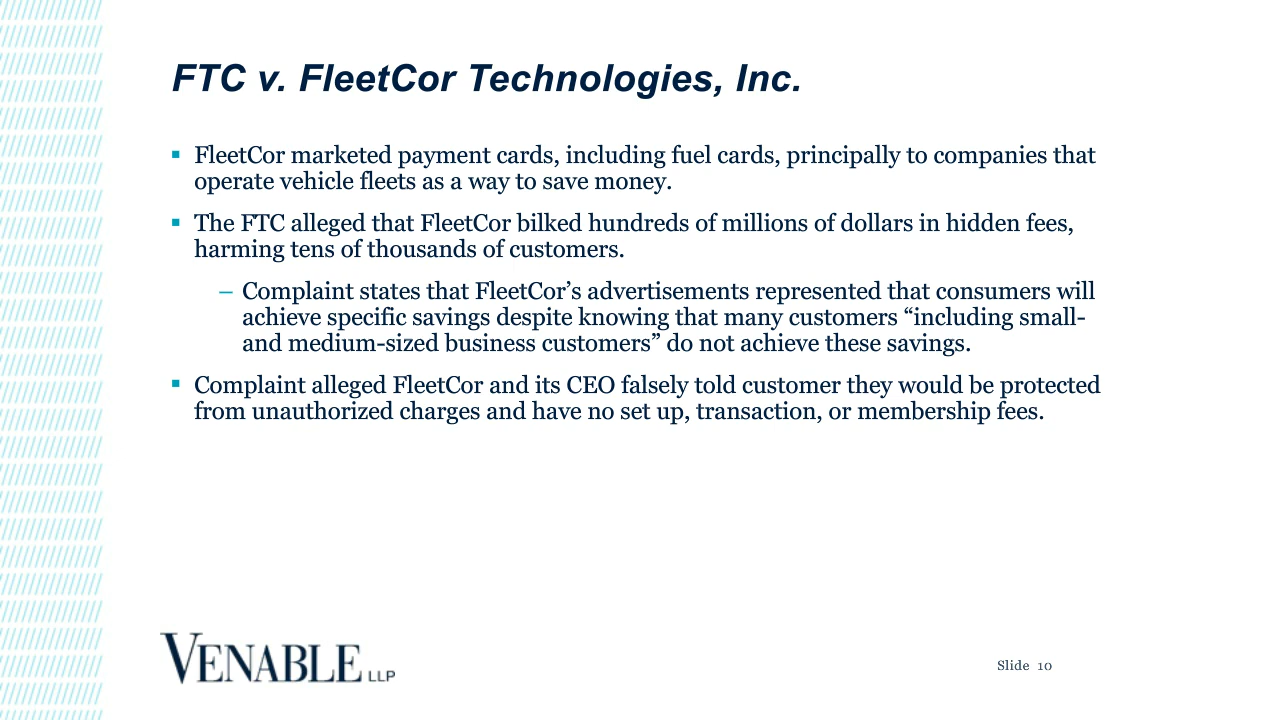 FTC v. FleetCor Technologies, Inc.
▪ FleetCor marketed payment cards, including fuel cards, principally to companies that
operate vehicle fleets as a way to save money.
▪ The FTC alleged that FleetCor bilked hundreds of millions of dollars in hidden fees,
harming tens of thousands of customers.
– Complaint states that FleetCor’s advertisements represented that consumers will
achieve specific savings despite knowing that many customers “including small-
and medium-sized business customers” do not achieve these savings.
▪ Complaint alleged FleetCor and its CEO falsely told customer they would be protected
from unauthorized charges and have no set up, transaction, or membership fees.
VENABLE LLP
Slide 10